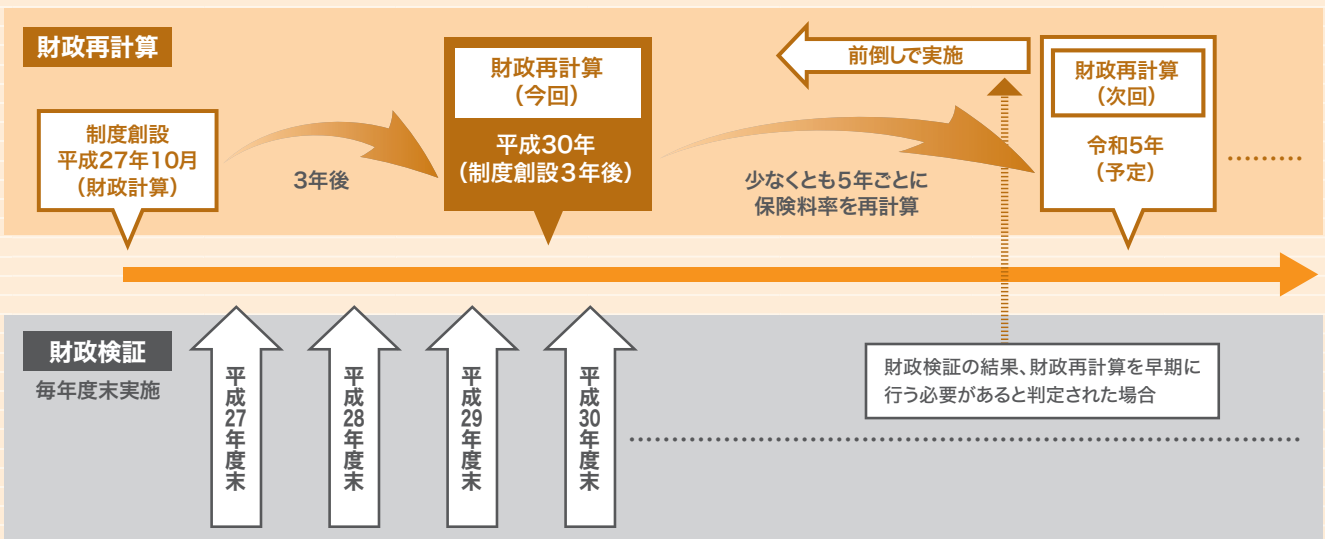 財政再計算
制度創設
平成27年10月
（財政計算）
3年後
財政再計算
（今回）
平成30年
（制度創設３年後）
少なくとも5年ごとに
保険料率を再計算
前倒しで実施
財政再計算
（次回）
令和5年
（予定）
財政検証
毎年度末実施
平成27年度末
平成28年度末
平成29年度末
平成30年度末
財政検証の結果、財政再計算を早期に
行う必要があると判定された場合